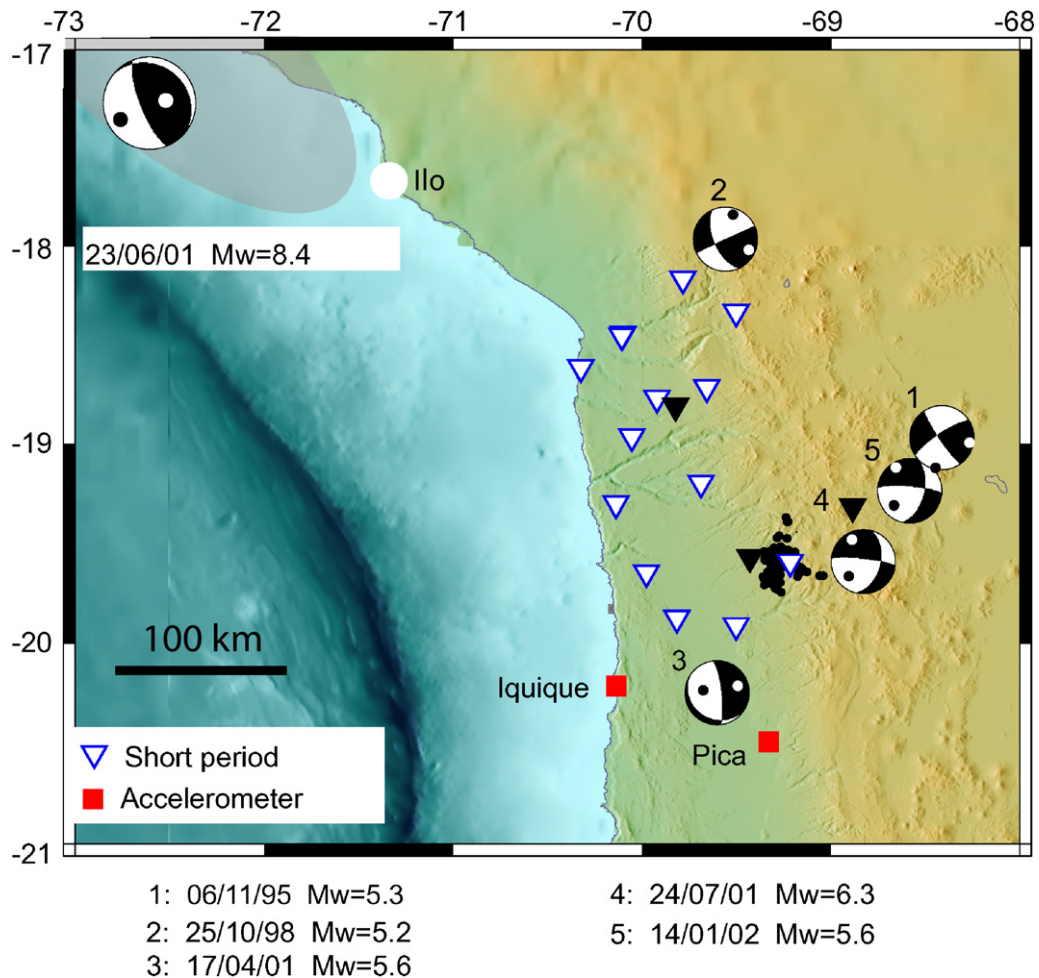 -73 -72 -71 -70 -69 -68
-17
Ilo
2
-18
23/06/01 Mw=8.4
1
-19
5
4
-20
100 km
3
Iquique
Pica
Short period
Accelerometer
-21
1: 06/11/95 Mw=5.3
2: 25/10/98 Mw=5.2
3: 17/04/01 Mw=5.6
4: 24/07/01 Mw=6.3
5: 14/01/02 Mw=5.6